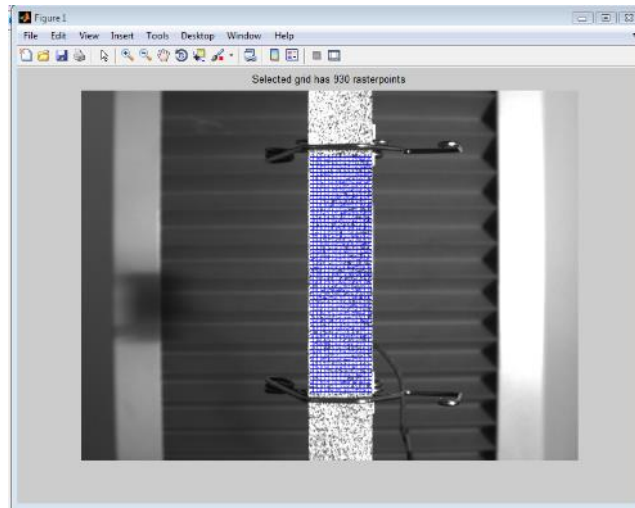 Figure 1
File Edit View Insert Tools Desktop Window Help
Selected grid has 930 rasterpoints